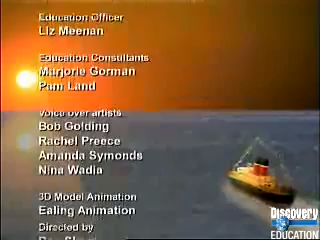 Education Officer
Liz Meenan
Education Consultants
Marjorie Gorman
Pam Land
Voice over artists
Bob Golding
Rachel Preece
Amanda Symonds
Nina Wadia
3D Model Animation
Ealing Animation
Directed by
Discovery
EDUCATION